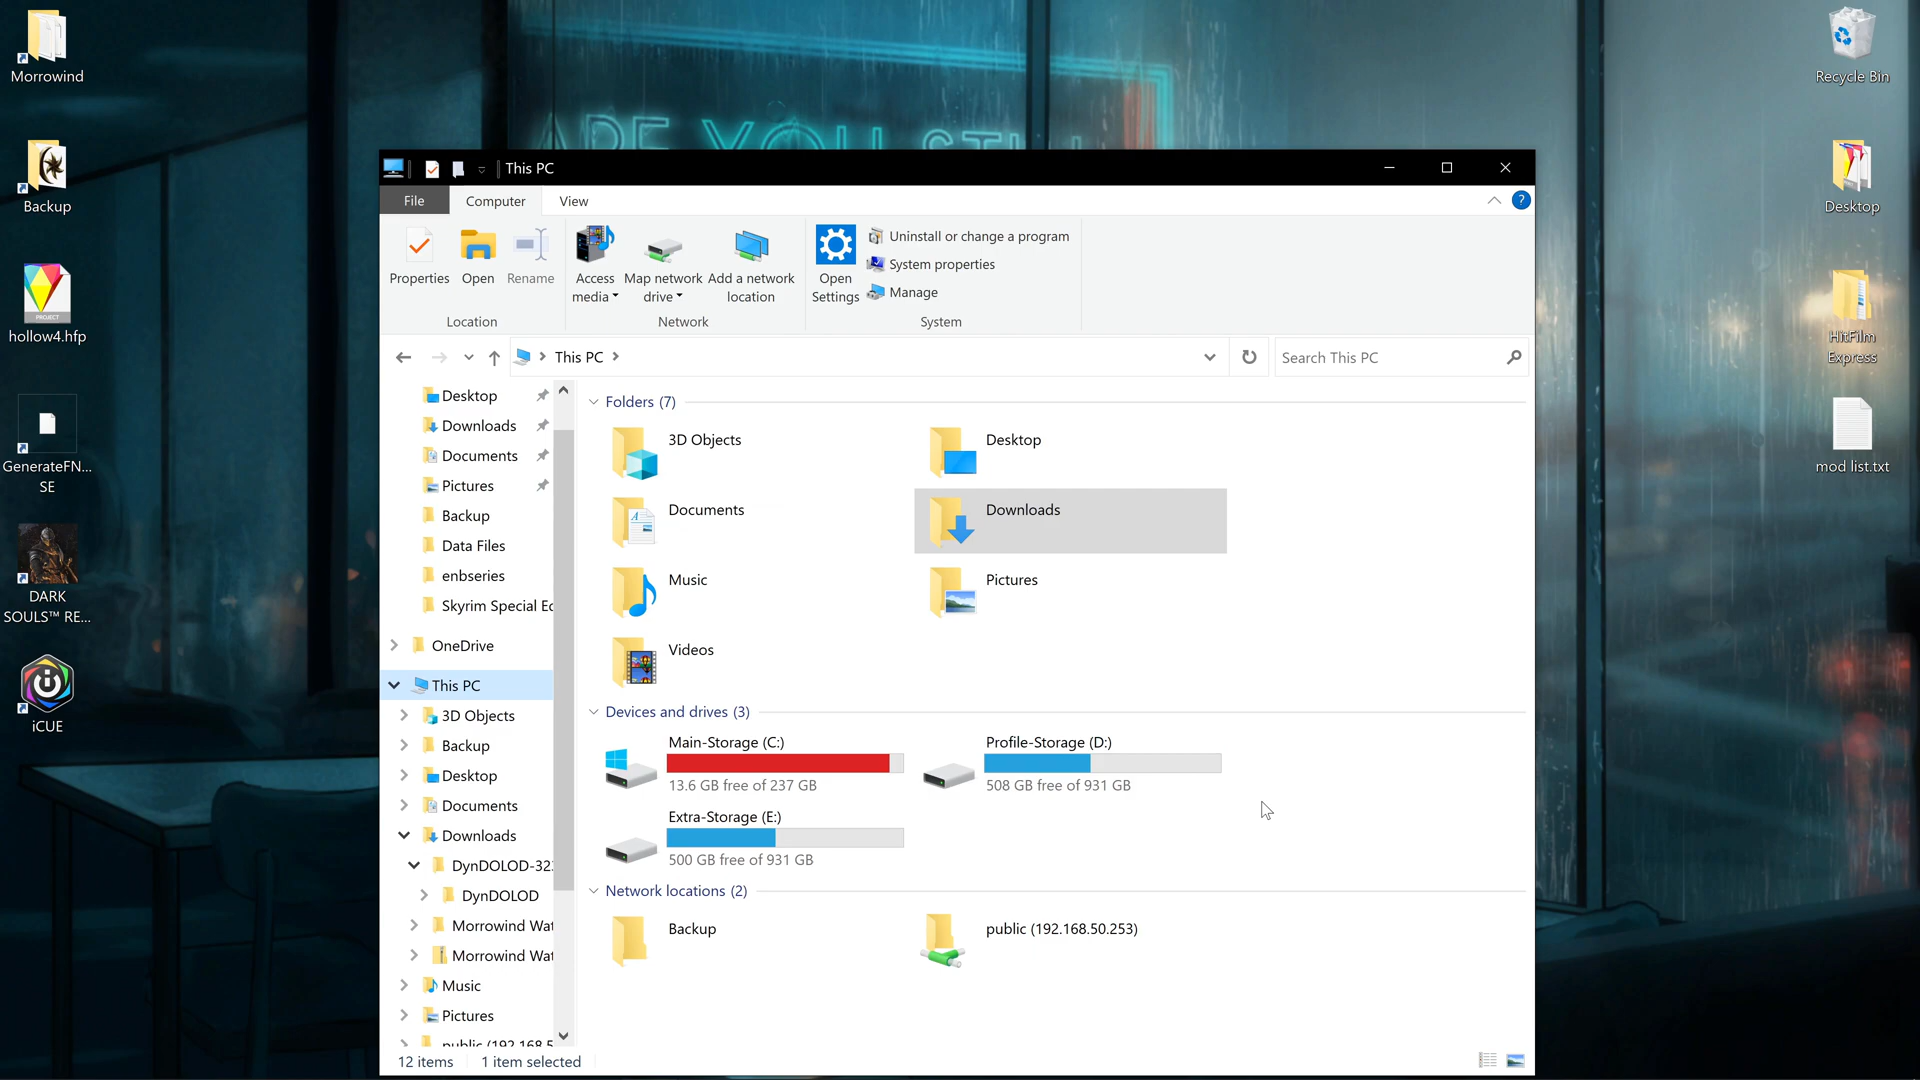 Morrowind
Backup
hollow4.hfp
GenerateFN...
SE
DARK
SOULS™ RE...
iCUE
ARE YOU STILL
This PC
File
Computer
View
Properties
Open
Rename
Location
Access
media
Map network
drive
Add a network
location
Network
Open
Settings
Uninstall or change a program
System properties
Manage
System
This PC
Search This PC
Desktop
Downloads
Documents
Pictures
Backup
Data Files
enbseries
Skyrim Special Ed
OneDrive
This PC
3D Objects
Backup
Desktop
Documents
Downloads
DynDOLOD-32
DynDOLOD
Morrowind Wat
Morrowind Wat
Music
Pictures
public (192.168.5
Folders (7)
3D Objects
Desktop
Documents
Downloads
Music
Pictures
Videos
Devices and drives (3)
Main-Storage (C:)
13.6 GB free of 237 GB
Profile-Storage (D:)
508 GB free of 931 GB
Extra-Storage (E:)
500 GB free of 931 GB
Network locations (2)
Backup
public (192.168.50.253)
12 items
1 item selected
Recycle Bin
Desktop
HitFilm
Express
mod list.txt